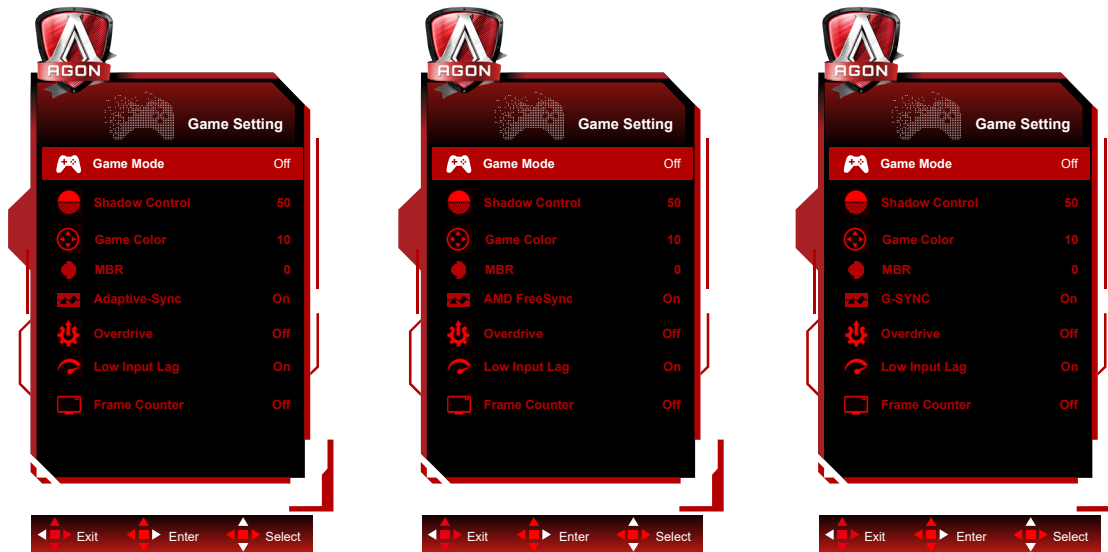 AGON
Game Setting
Game Mode Off
Shadow Control 50
Game Color 10
MBR 0
Adaptive-Sync On
Overdrive Off
Low Input Lag On
Frame Counter Off
Exit Enter Select
AGON
Game Setting
Game Mode Off
Shadow Control 50
Game Color 10
MBR 0
AMD FreeSync On
Overdrive Off
Low Input Lag On
Frame Counter Off
Exit Enter Select
AGON
Game Setting
Game Mode Off
Shadow Control 50
Game Color 10
MBR 0
G-SYNC On
Overdrive Off
Low Input Lag On
Frame Counter Off
Exit Enter Select